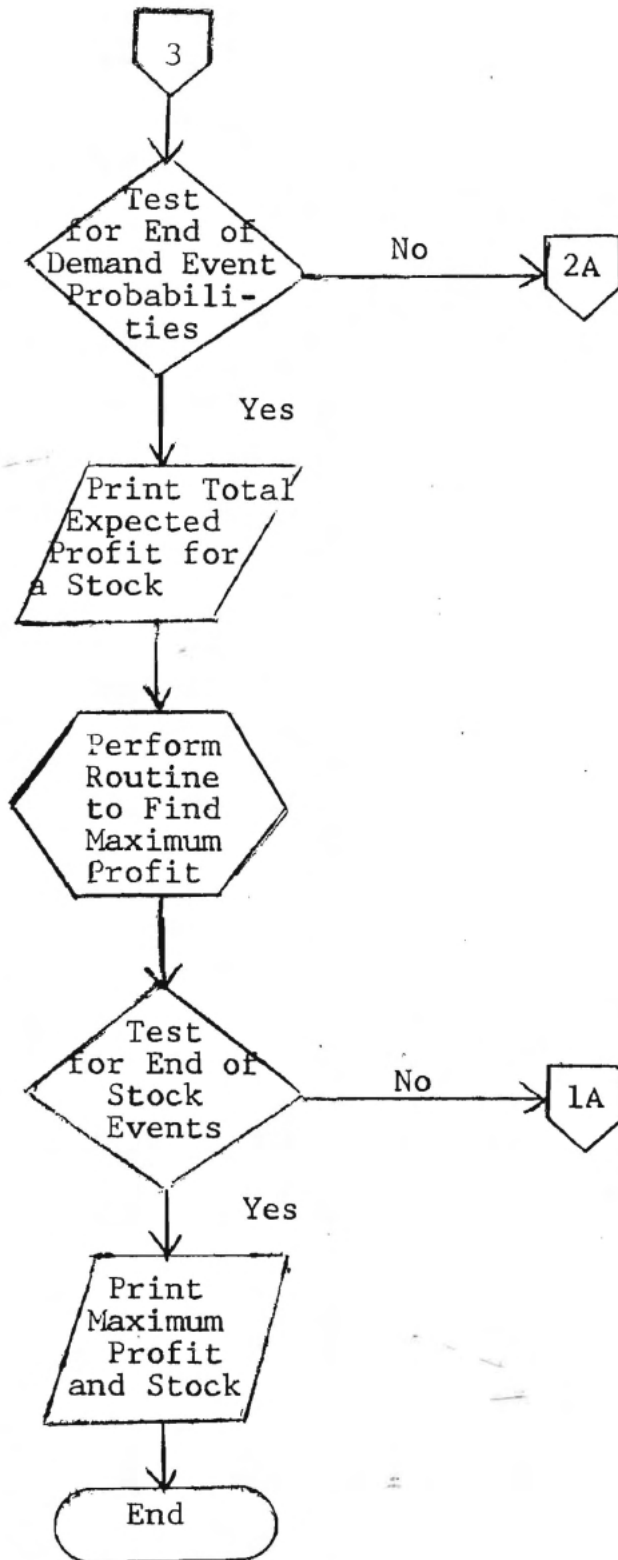 3
Test
for End of
Demand Event
Probabili-
ties
No
2A
Yes
Print Total
Expected
Profit for
a Stock
Perform
Routine
to Find
Maximum
Profit
Test
for End of
Stock
Events
No
1A
Yes
Print
Maximum
Profit
and Stock
End